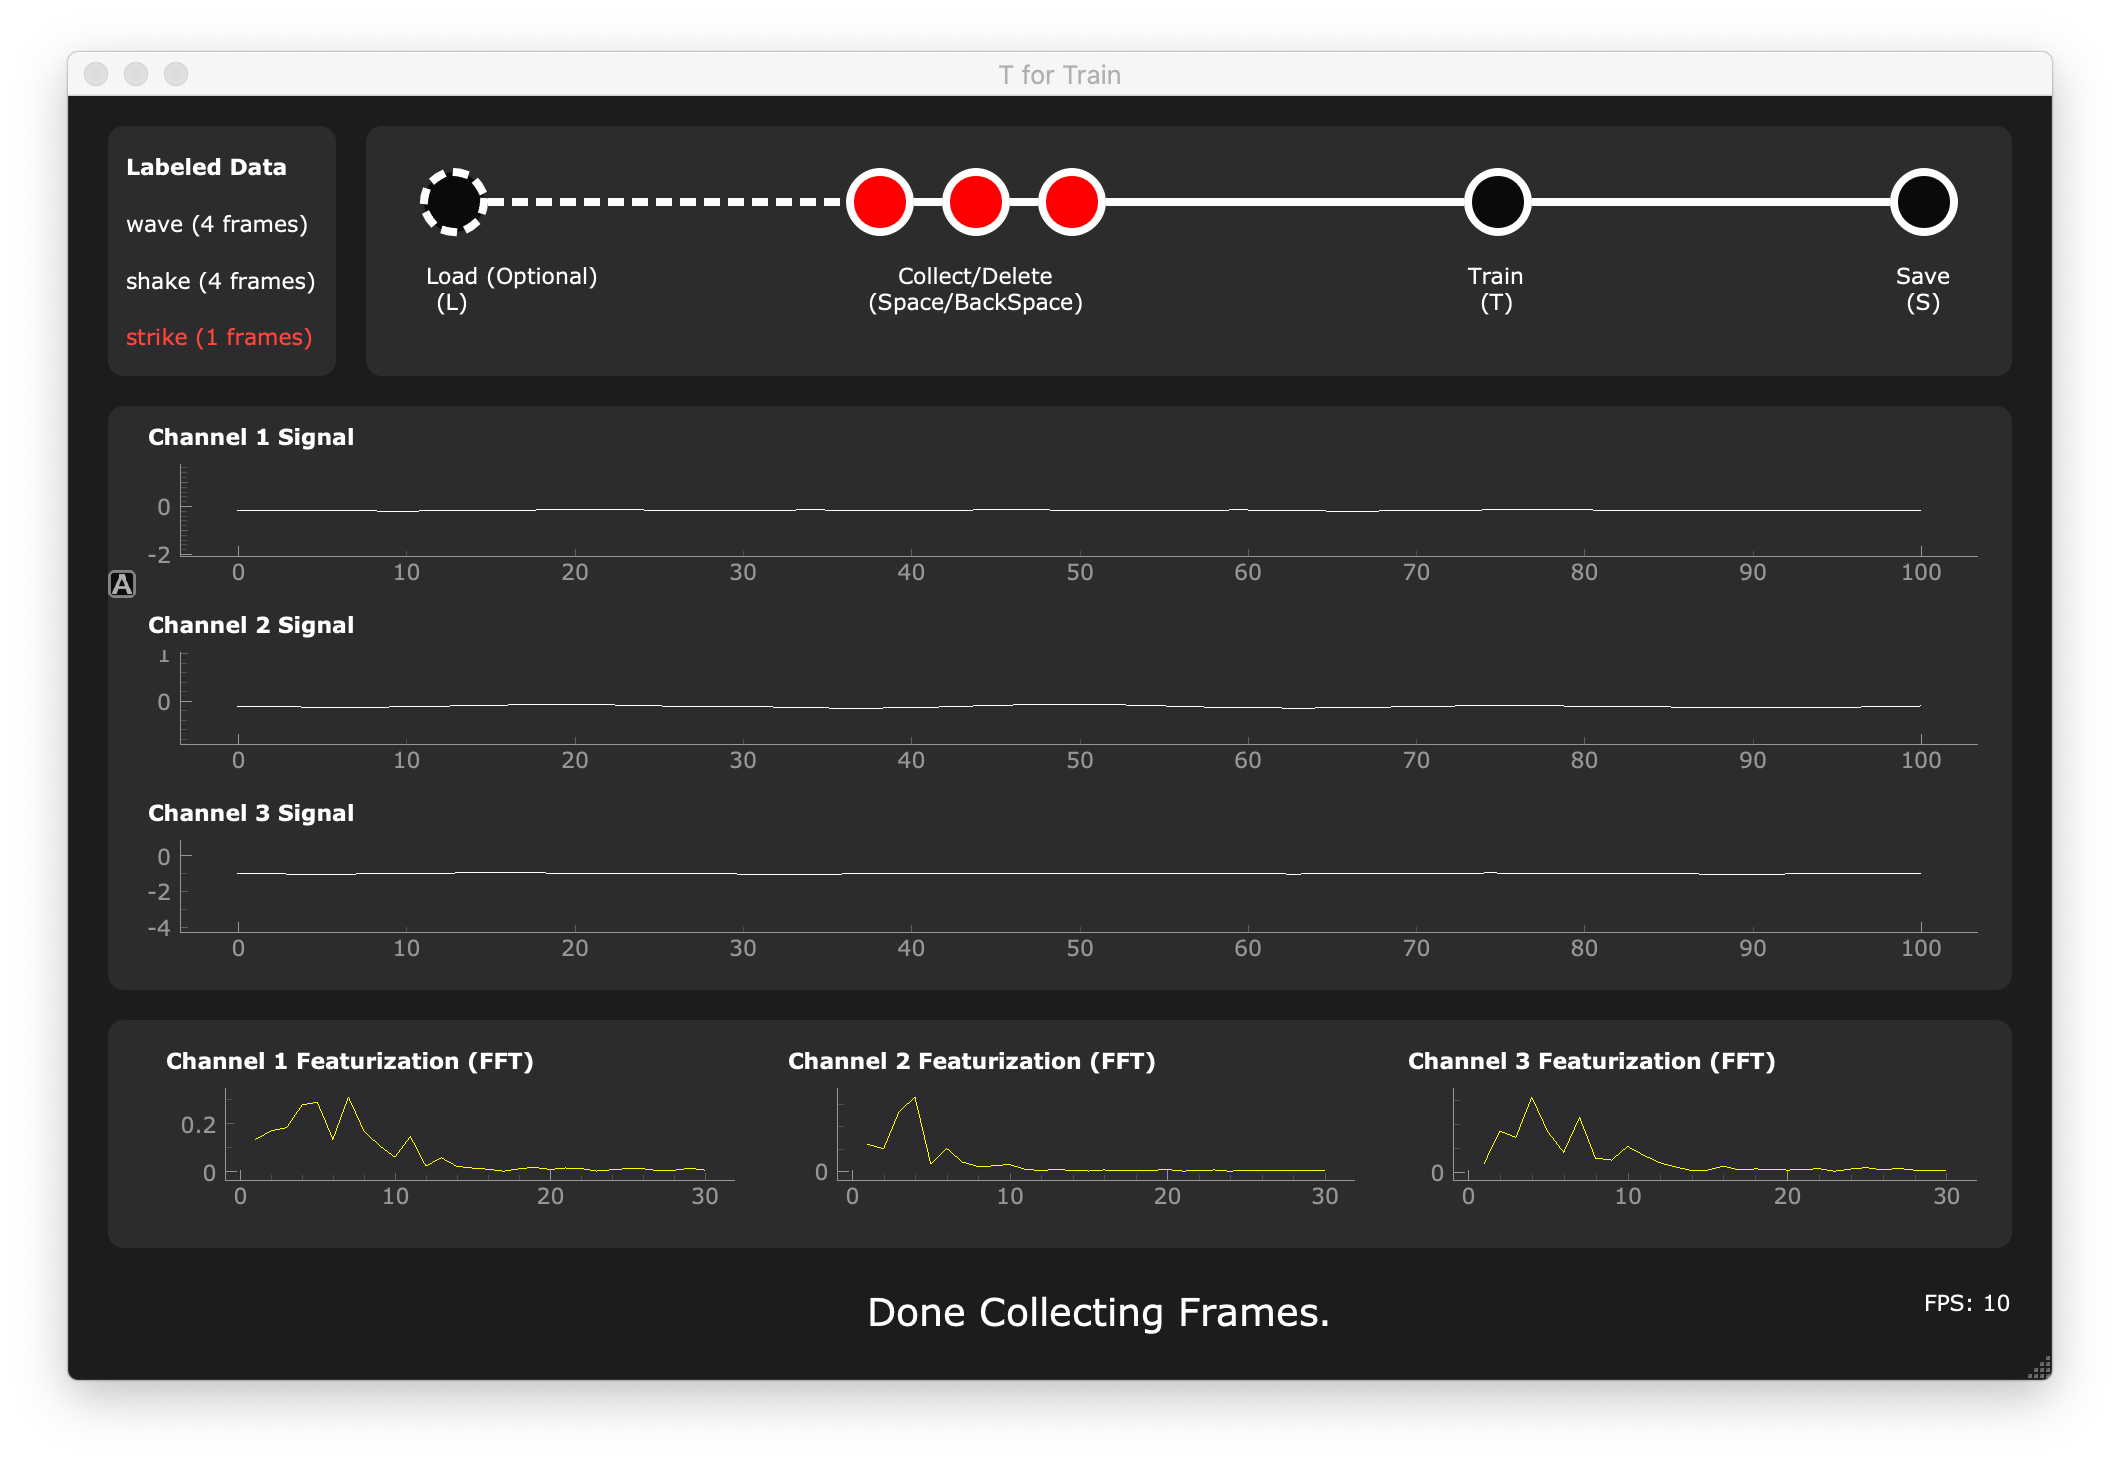 T for Train
Labeled Data
wave (4 frames)
shake (4 frames)
strike (1 frames)
Load (Optional)
(L)
Collect/Delete
(Space/BackSpace)
Train
(T)
Save
(S)
Channel 1 Signal
0
-2
0 10 20 30 40 50 60 70 80 90 100
A
Channel 2 Signal
1
0
0 10 20 30 40 50 60 70 80 90 100
Channel 3 Signal
0
-2
-4
0 10 20 30 40 50 60 70 80 90 100
Channel 1 Featurization (FFT)
0.2
0
0 10 20 30
Channel 2 Featurization (FFT)
0
0 10 20 30
Channel 3 Featurization (FFT)
0
0 10 20 30
Done Collecting Frames.
FPS: 10